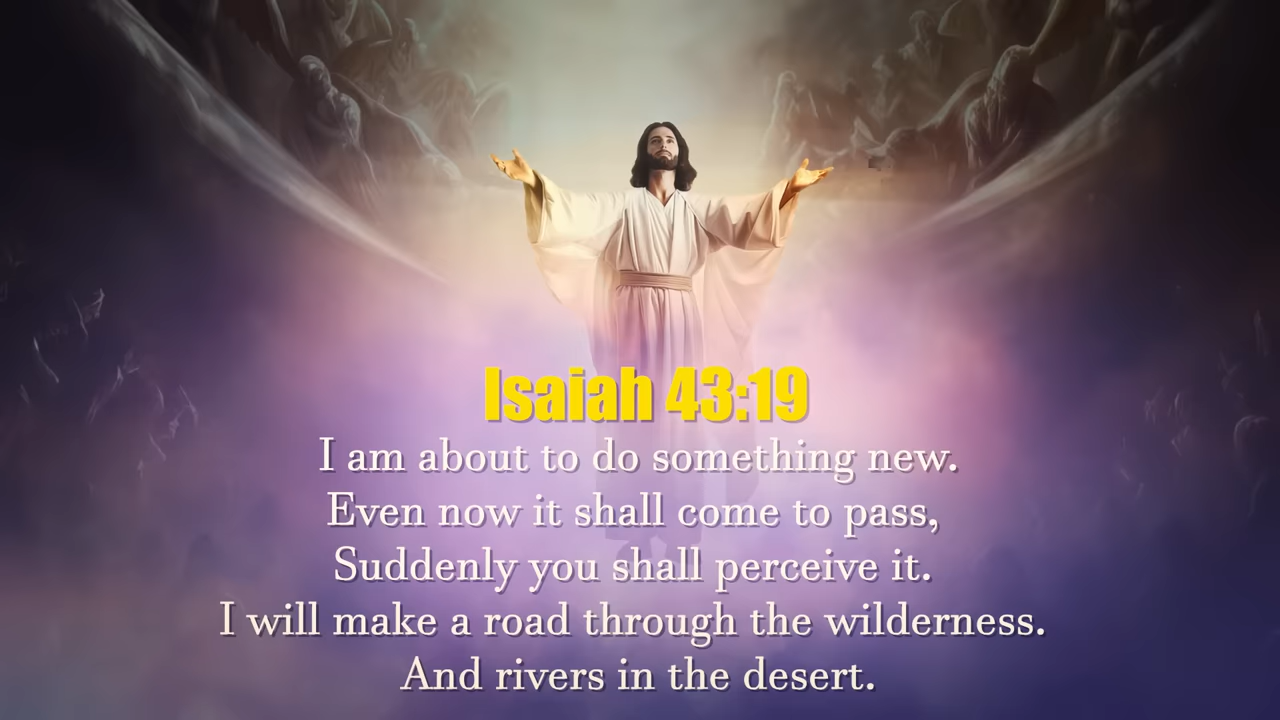 Isaiah 43:19
I am about to do something new.
Even now it shall come to pass,
Suddenly you shall perceive it.
I will make a road through the wilderness.
And rivers in the desert.